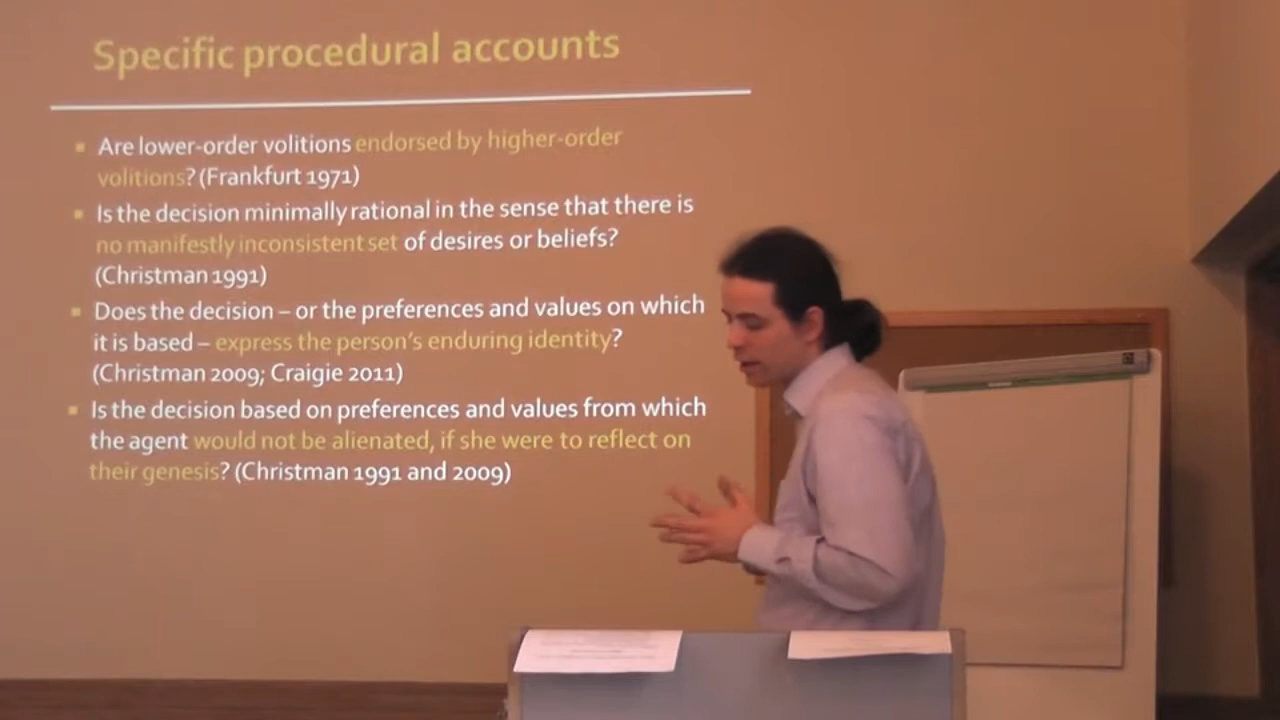 Specific procedural accounts
▪ Are lower-order volitions endorsed by higher-order
volitions? (Frankfurt 1971)
▪ Is the decision minimally rational in the sense that there is
no manifestly inconsistent set of desires or beliefs?
(Christman 1991)
▪ Does the decision – or the preferences and values on which
it is based – express the person's enduring identity?
(Christman 2009; Craigie 2011)
▪ Is the decision based on preferences and values from which
the agent would not be alienated, if she were to reflect on
their genesis? (Christman 1991 and 2009)